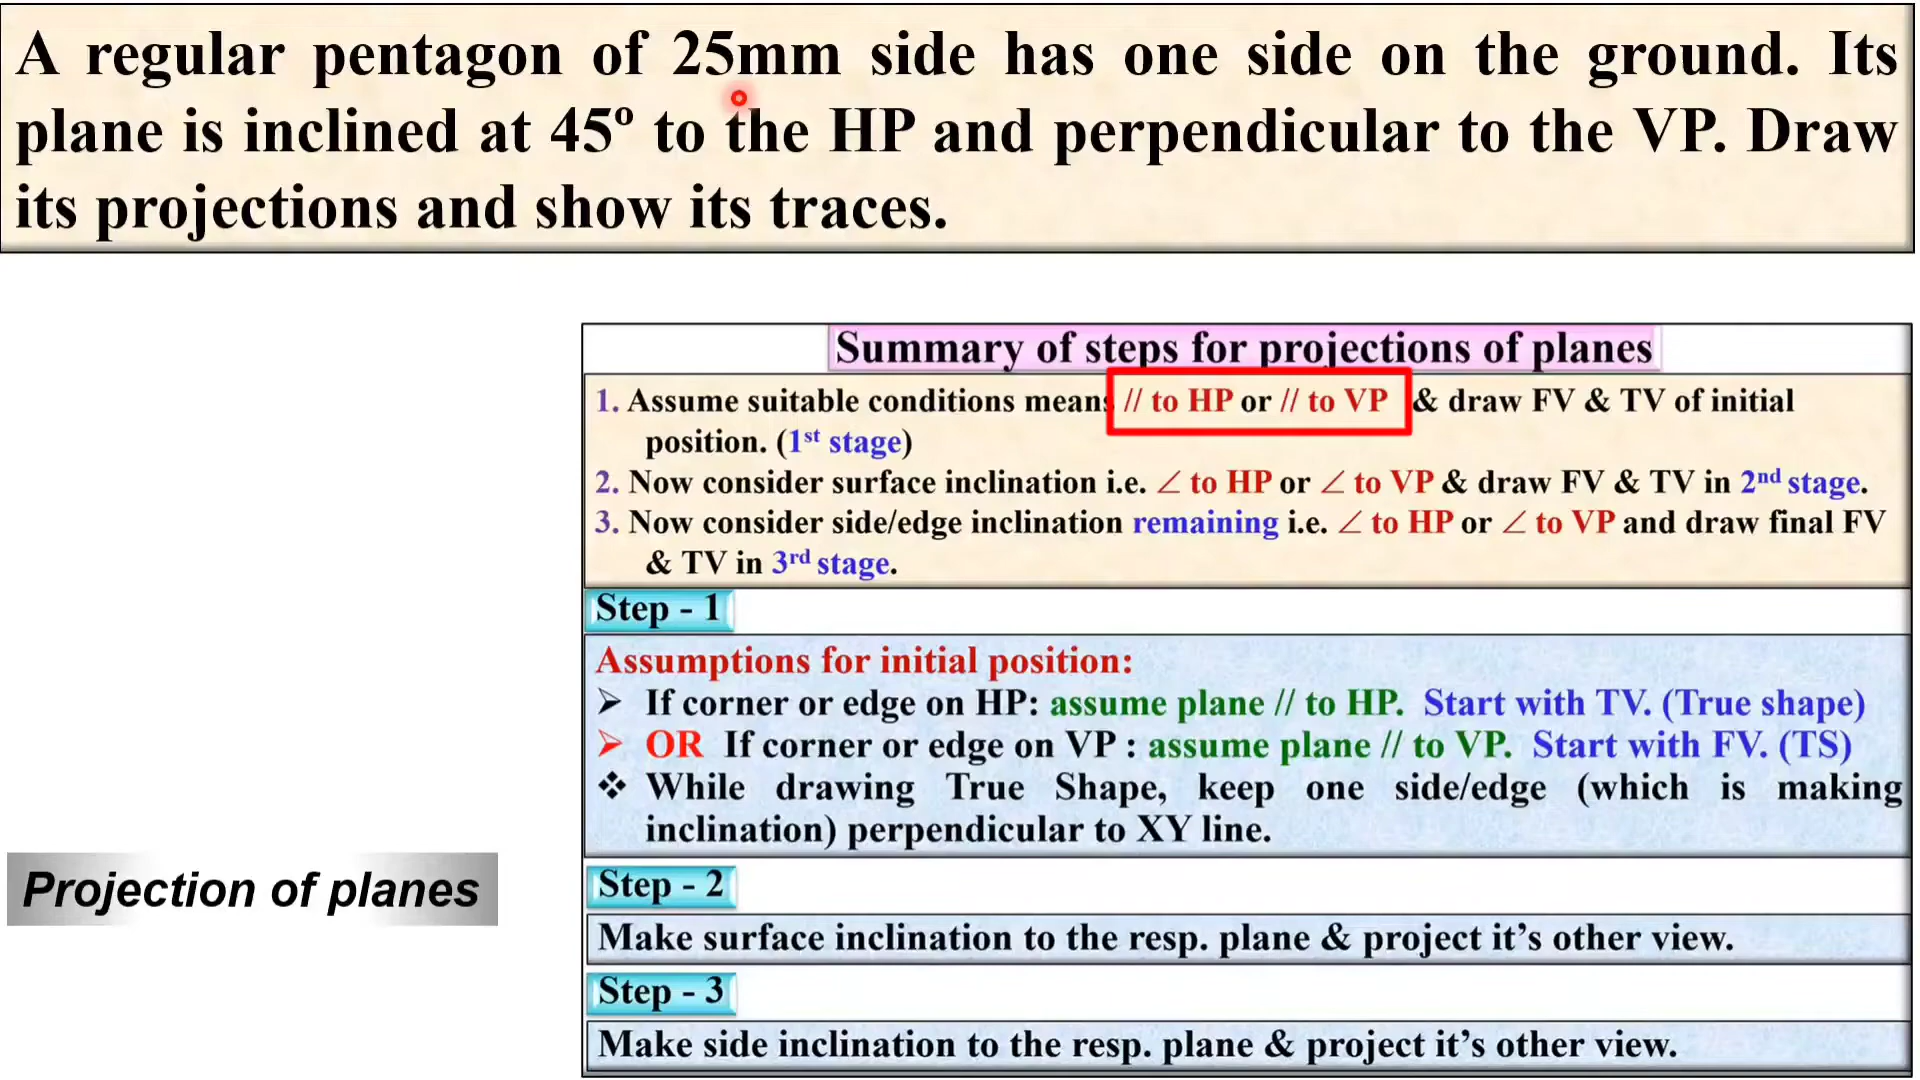 A regular pentagon of 25mm side has one side on the ground. Its
plane is inclined at 45º to the HP and perpendicular to the VP. Draw
its projections and show its traces.
Summary of steps for projections of planes
1. Assume suitable conditions means // to HP or // to VP & draw FV & TV of initial
position. (1st stage)
2. Now consider surface inclination i.e. ∠ to HP or ∠ to VP & draw FV & TV in 2nd stage.
3. Now consider side/edge inclination remaining i.e. ∠ to HP or ∠ to VP and draw final FV
& TV in 3rd stage.
Step - 1
Assumptions for initial position:
➢ If corner or edge on HP: assume plane // to HP. Start with TV. (True shape)
➢ OR If corner or edge on VP : assume plane // to VP. Start with FV. (TS)
❖ While drawing True Shape, keep one side/edge (which is making
inclination) perpendicular to XY line.
Projection of planes
Step - 2
Make surface inclination to the resp. plane & project it’s other view.
Step - 3
Make side inclination to the resp. plane & project it’s other view.